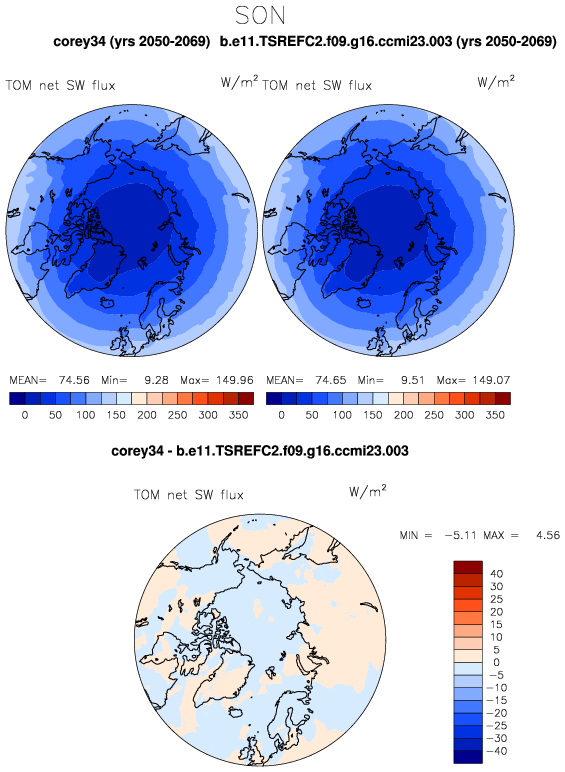 SON
corey34 (yrs 2050-2069) b.e11.TSREFC2.f09.g16.ccmi23.003 (yrs 2050-2069)
TOM net SW flux W/m² TOM net SW flux W/m²
MEAN= 74.56 Min= 9.28 Max= 149.96 MEAN= 74.65 Min= 9.51 Max= 149.07
0 50 100 150 200 250 300 350 0 50 100 150 200 250 300 350
corey34 - b.e11.TSREFC2.f09.g16.ccmi23.003
TOM net SW flux W/m²
MIN = -5.11 MAX = 4.56
40
35
30
25
20
15
10
5
0
-5
-10
-15
-20
-25
-30
-35
-40